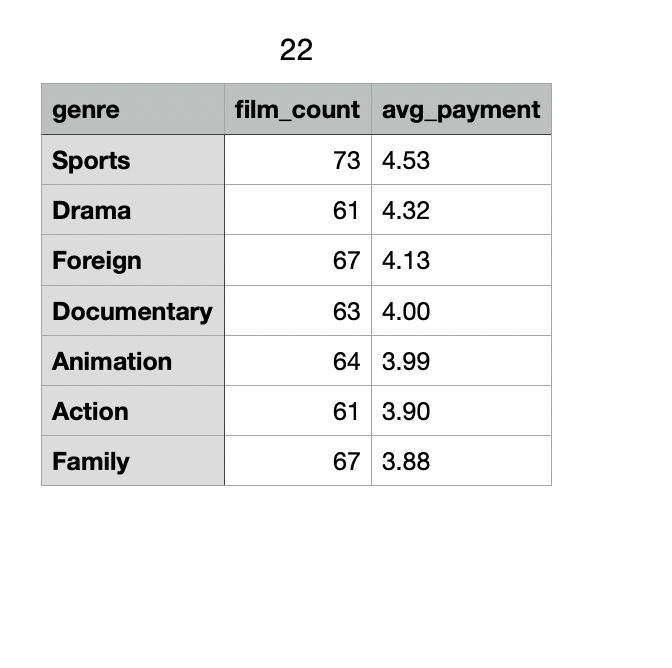 22
genre film_count avg_payment
Sports 73 4.53
Drama 61 4.32
Foreign 67 4.13
Documentary 63 4.00
Animation 64 3.99
Action 61 3.90
Family 67 3.88